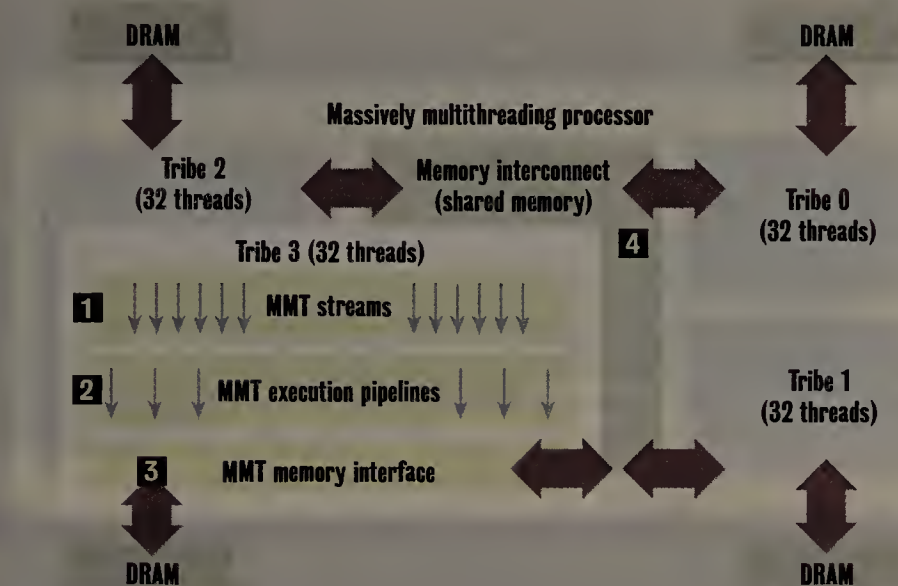 DRAM
DRAM
Massively multithreading processor
Tribe 2
(32 threads)
Memory interconnect
(shared memory)
Tribe 0
(32 threads)
4
Tribe 3 (32 threads)
1
MMT streams
2
MMT execution pipelines
Tribe 1
(32 threads)
3
MMT memory interface
DRAM
DRAM